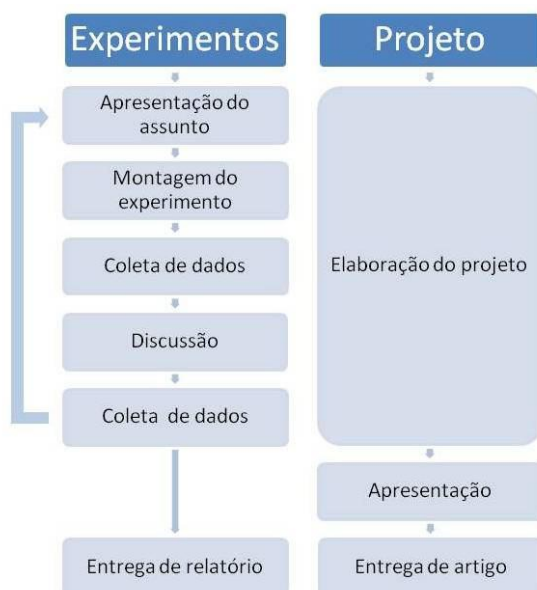 Experimentos
Apresentação do
assunto
Montagem do
experimento
Coleta de dados
Discussão
Coleta de dados
Entrega de relatório
Projeto
Elaboração do projeto
Apresentação
Entrega de artigo